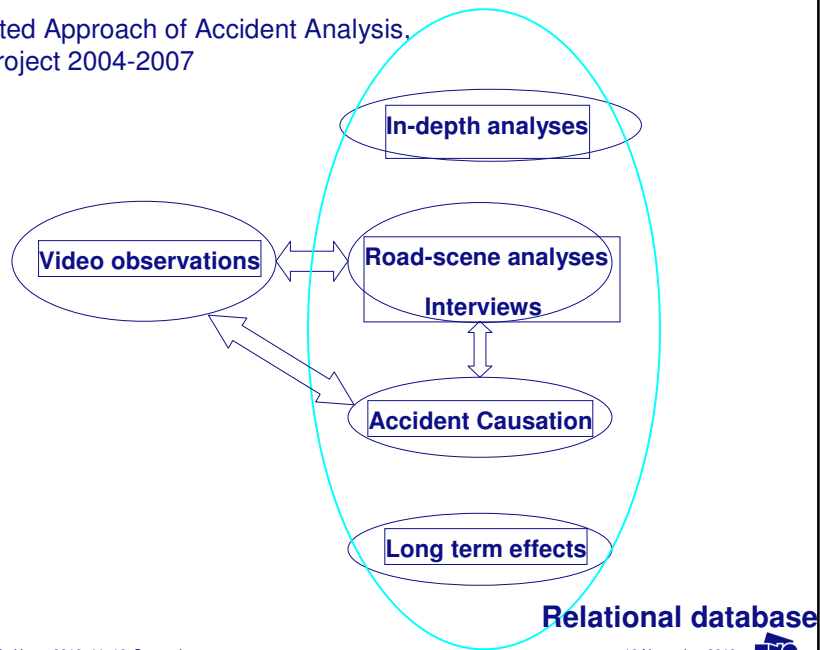 ted Approach of Accident Analysis.
roject 2004-2007
In-depth analyses
Video observations
Road-scene analyses
Interviews
Accident Causation
Long term effects
Relational database